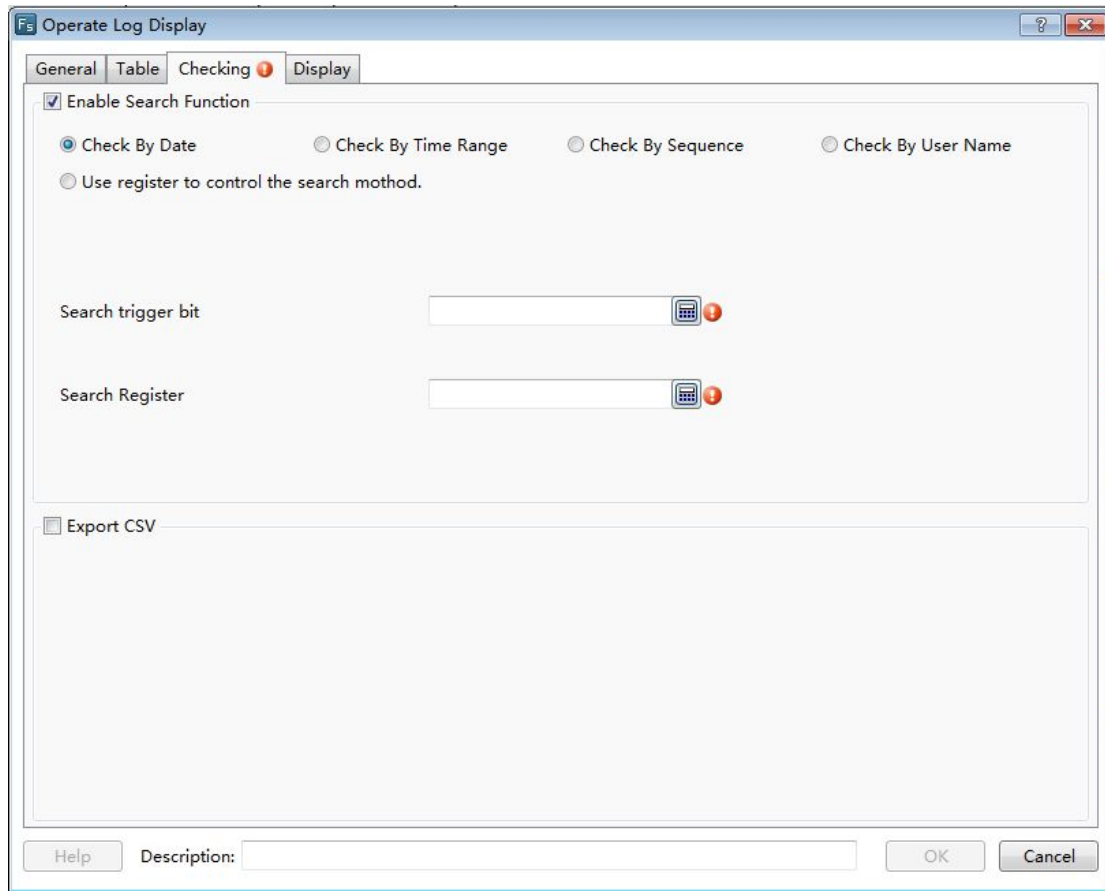 Fs Operate Log Display ?
General Table Checking ! Display
Enable Search Function
Check By Date Check By Time Range Check By Sequence Check By User Name
Use register to control the search mothod.
Search trigger bit !
Search Register !
Export CSV
Help Description: OK Cancel